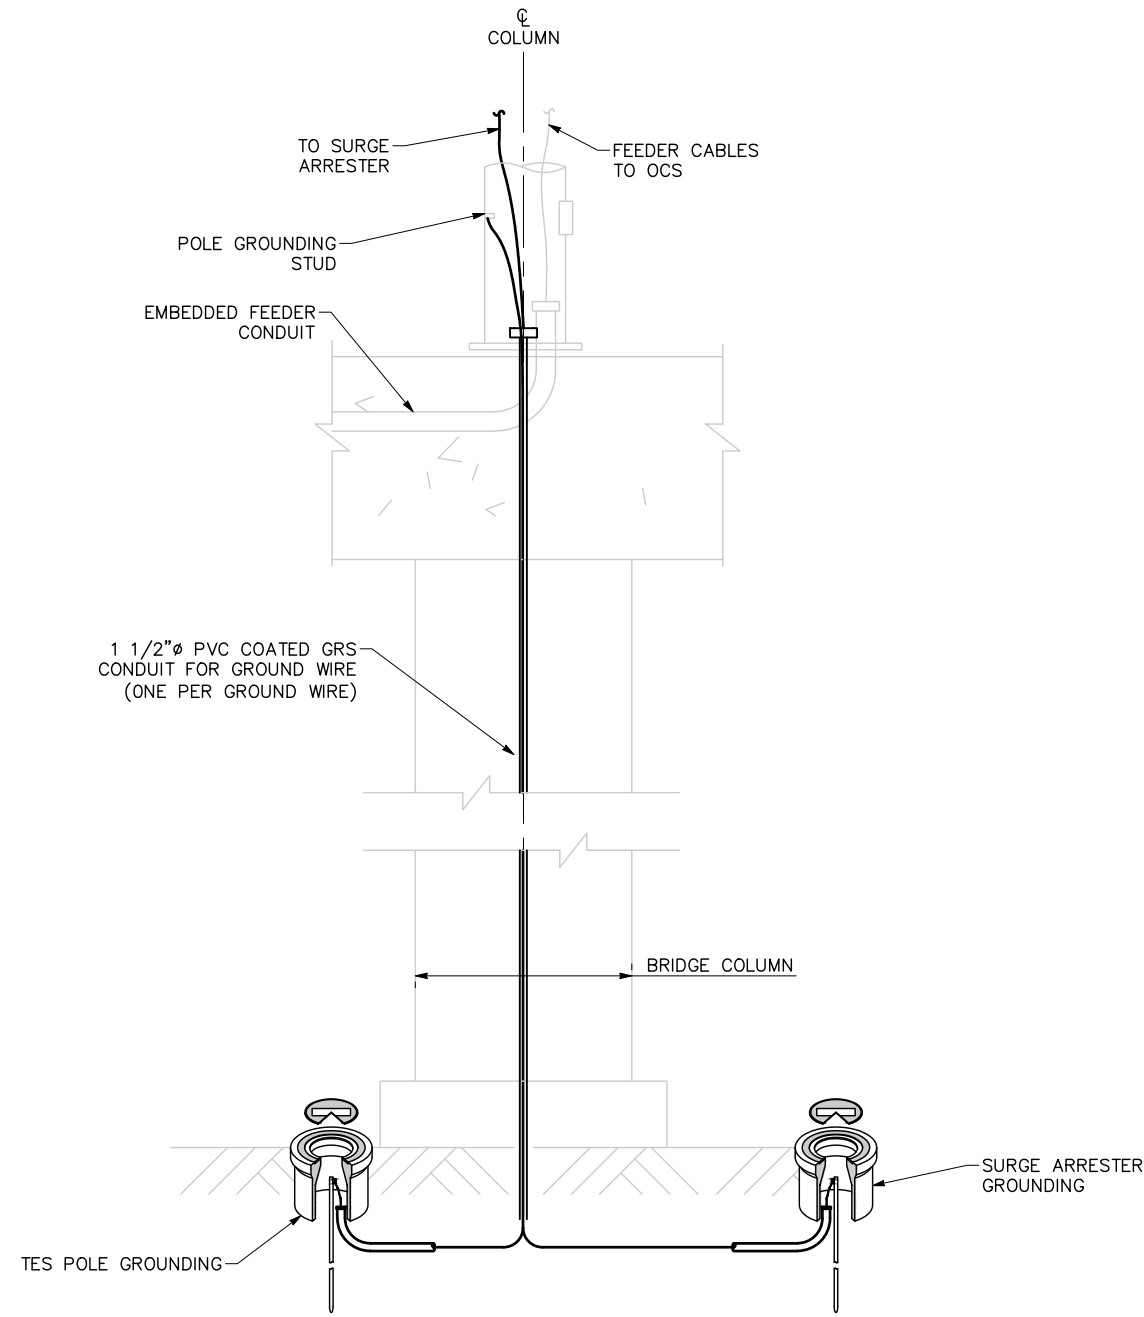 ℄
COLUMN
TO SURGE
ARRESTER
FEEDER CABLES
TO OCS
POLE GROUNDING
STUD
EMBEDDED FEEDER
CONDUIT
1 1/2"ø PVC COATED GRS
CONDUIT FOR GROUND WIRE
(ONE PER GROUND WIRE)
BRIDGE COLUMN
SURGE ARRESTER
GROUNDING
TES POLE GROUNDING